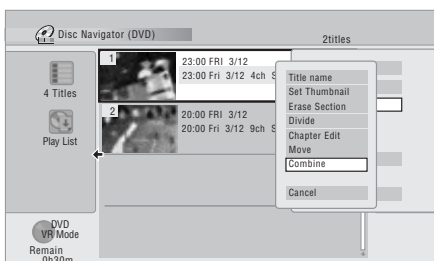 Disc Navigator (DVD)
2titles
4 Titles
Play List
DVD
VR Mode
Remain
0h30m
1
23:00 FRI 3/12
23:00 Fri 3/12 4ch S
2
20:00 FRI 3/12
20:00 Fri 3/12 9ch S
Title name
Set Thumbnail
Erase Section
Divide
Chapter Edit
Move
Combine
Cancel